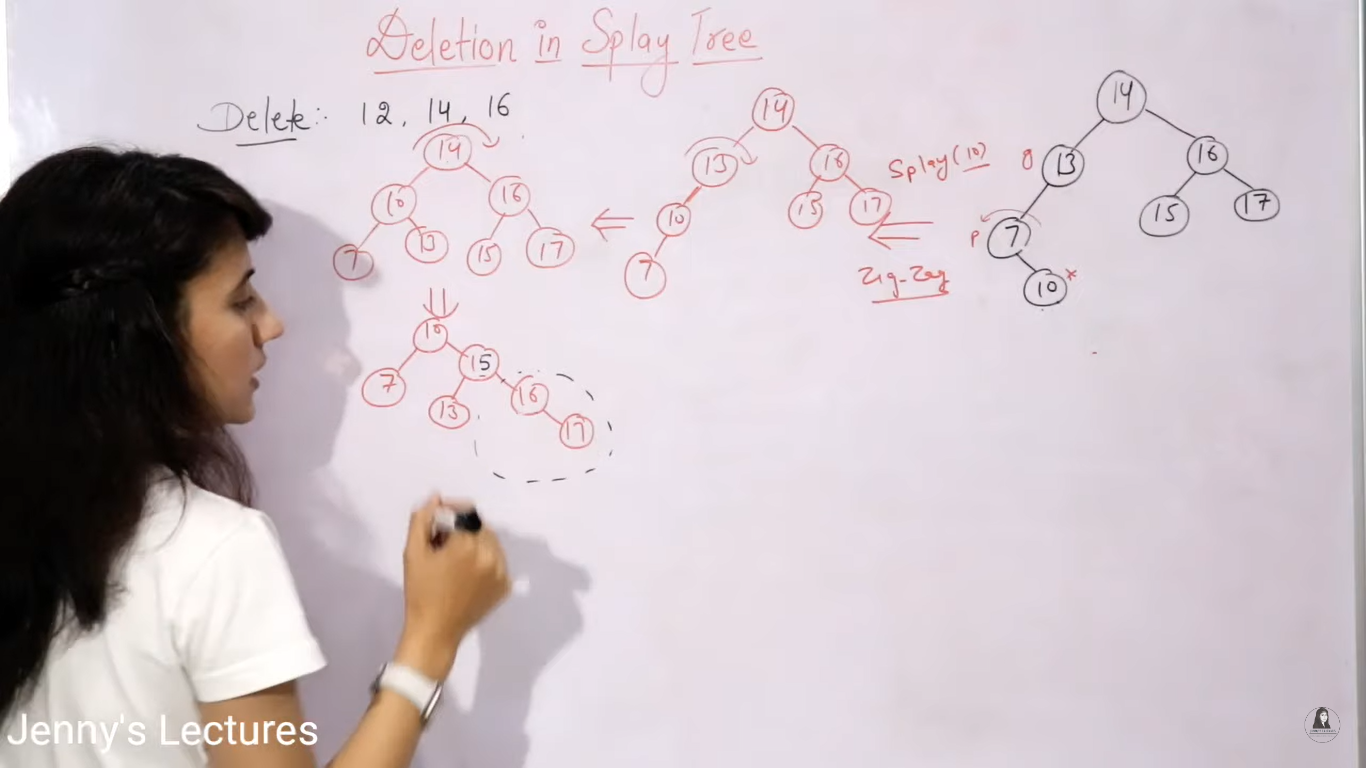 Deletion in Splay Tree
Delete:- 12, 14, 16
14
10 16
7 13 15 17
14
13 16
10 15 17
7
Splay(10)
Zig-Zag
14
g 13 16
p 7 15 17
10 x
10
7 15
13 16
17
Jenny's Lectures